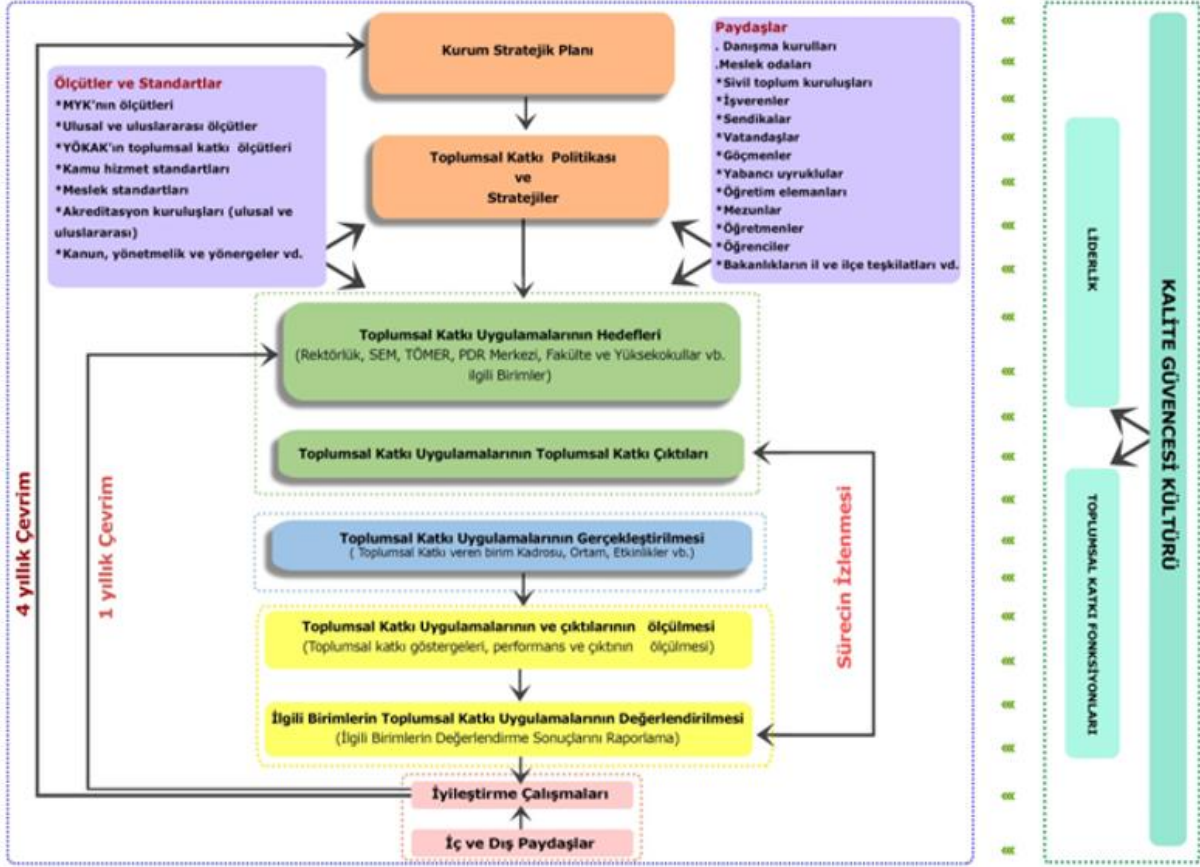 Kurum Stratejik Planı
Ölçütler ve Standartlar
*MYK'nın ölçütleri
*Ulusal ve uluslararası ölçütler
*YÖKAK'ın toplumsal katkı ölçütleri
*Kamu hizmet standartları
*Meslek standartları
*Akreditasyon kuruluşları (ulusal ve
uluslararası)
*Kanun, yönetmelik ve yönergeler vd.
Paydaşlar
. Danışma kurulları
.Meslek odaları
*Sivil toplum kuruluşları
*İşverenler
*Sendikalar
*Vatandaşlar
*Göçmenler
*Yabancı uyruklular
*Öğretim elemanları
*Mezunlar
*Öğretmenler
*Öğrenciler
*Bakanlıkların il ve ilçe teşkilatları vd.
Toplumsal Katkı Politikası
ve
Stratejiler
Toplumsal Katkı Uygulamalarının Hedefleri
(Rektörlük, SEM, TÖMER, PDR Merkezi, Fakülte ve Yüksekokullar vb.
ilgili Birimler)
Toplumsal Katkı Uygulamalarının Toplumsal Katkı Çıktıları
Toplumsal Katkı Uygulamalarının Gerçekleştirilmesi
( Toplumsal Katkı veren birim Kadrosu, Ortam, Etkinlikler vb.)
Toplumsal Katkı Uygulamalarının ve çıktılarının ölçülmesi
(Toplumsal katkı göstergeleri, performans ve çıktının ölçülmesi)
İlgili Birimlerin Toplumsal Katkı Uygulamalarının Değerlendirilmesi
(İlgili Birimlerin Değerlendirme Sonuçlarını Raporlama)
İyileştirme Çalışmaları
İç ve Dış Paydaşlar
4 yıllık Çevrim
1 yıllık Çevrim
Sürecin İzlenmesi
LİDERLİK
TOPLUMSAL KATKI FONKSİYONLARI
KALİTE GÜVENCESİ KÜLTÜRÜ